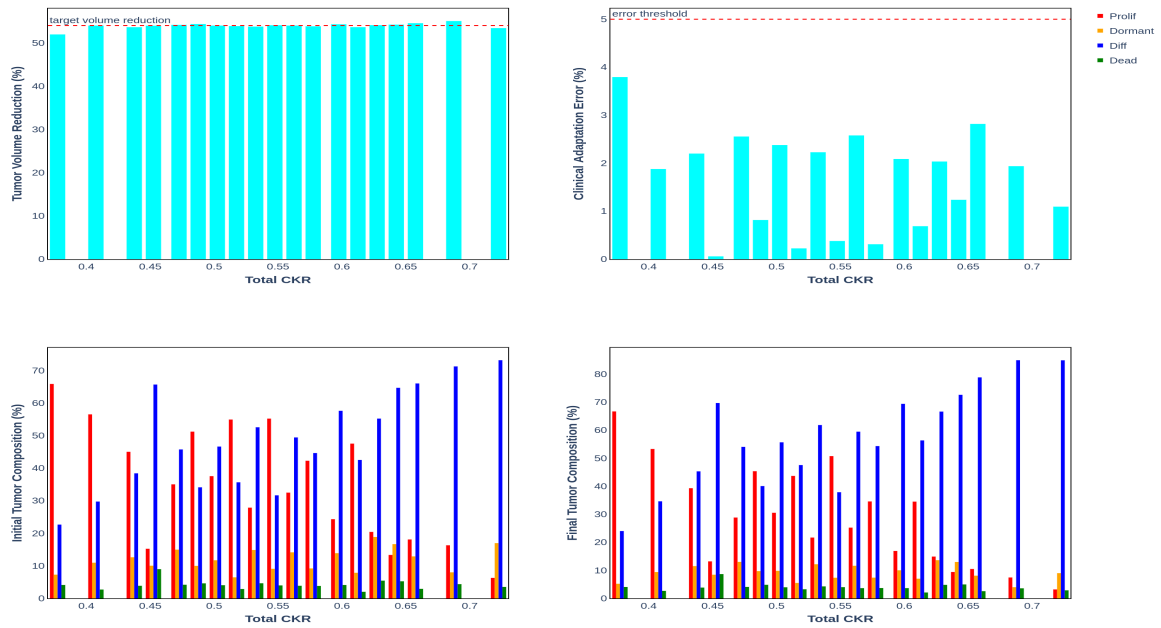 target volume reduction
Tumor Volume Reduction (%)
50
40
30
20
10
0
0.4 0.45 0.5 0.55 0.6 0.65 0.7
Total CKR
error threshold
Clinical Adaptation Error (%)
5
4
3
2
1
0
0.4 0.45 0.5 0.55 0.6 0.65 0.7
Total CKR
Prolif
Dormant
Diff
Dead
Initial Tumor Composition (%)
70
60
50
40
30
20
10
0
0.4 0.45 0.5 0.55 0.6 0.65 0.7
Total CKR
Final Tumor Composition (%)
80
70
60
50
40
30
20
10
0
0.4 0.45 0.5 0.55 0.6 0.65 0.7
Total CKR